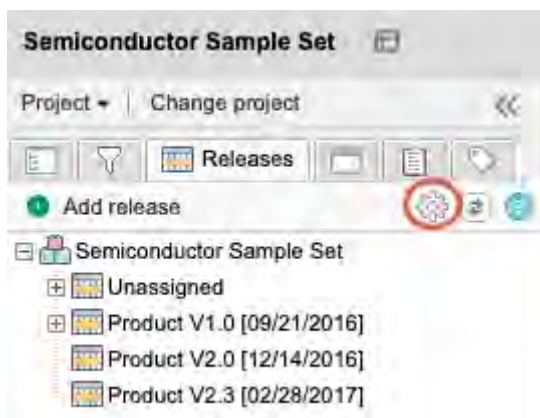 Semiconductor Sample Set
Project | Change project
Releases
Add release
Semiconductor Sample Set
Unassigned
Product V1.0 [09/21/2016]
Product V2.0 [12/14/2016]
Product V2.3 [02/28/2017]